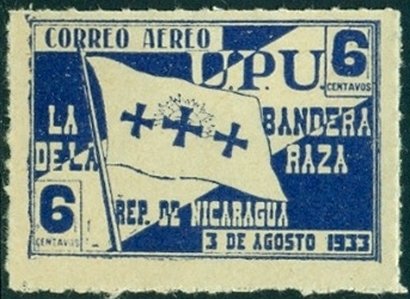 CORREO AEREO
U.P.U.
6
CENTAVOS
LA BANDERA
DE LA RAZA
6
CENTAVOS
REP. DE NICARAGUA
3 DE AGOSTO 1933